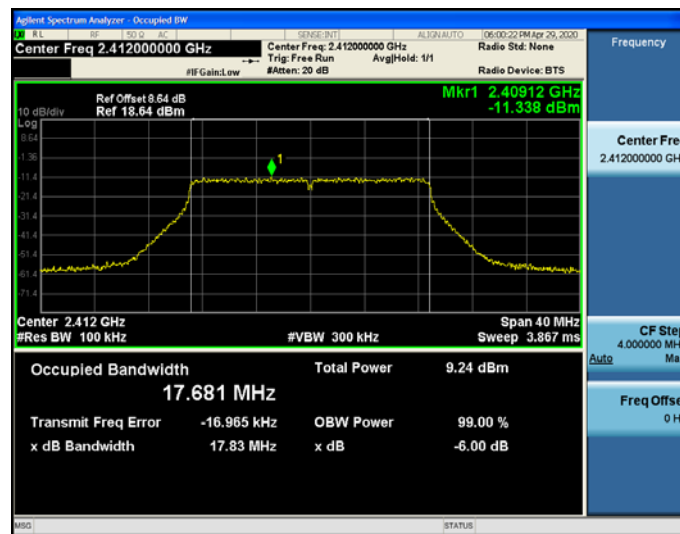 Agilent Spectrum Analyzer - Occupied BW
RL RF 50 Ω AC SENSE:INT ALIGN AUTO 06:00:22 PM Apr 29, 2020
Center Freq 2.412000000 GHz
Center Freq: 2.412000000 GHz
Radio Std: None
Trig: Free Run Avg|Hold: 1/1
#IFGain:Low
#Atten: 20 dB
Radio Device: BTS
Frequency
Ref Offset 8.64 dB
Ref 18.64 dBm
Mkr1 2.40912 GHz
-11.338 dBm
10 dB/div
Log
8.64
-1.36
-11.4
-21.4
-31.4
-41.4
-51.4
-61.4
-71.4
1
Center 2.412 GHz
Span 40 MHz
#Res BW 100 kHz
#VBW 300 kHz
Sweep 3.867 ms
Occupied Bandwidth
17.681 MHz
Total Power 9.24 dBm
Transmit Freq Error -16.965 kHz
OBW Power 99.00 %
x dB Bandwidth 17.83 MHz
x dB -6.00 dB
Center Fre
2.412000000 GH
CF Ste
4.000000 MH
Auto Ma
Freq Offse
0 H
MSG
STATUS